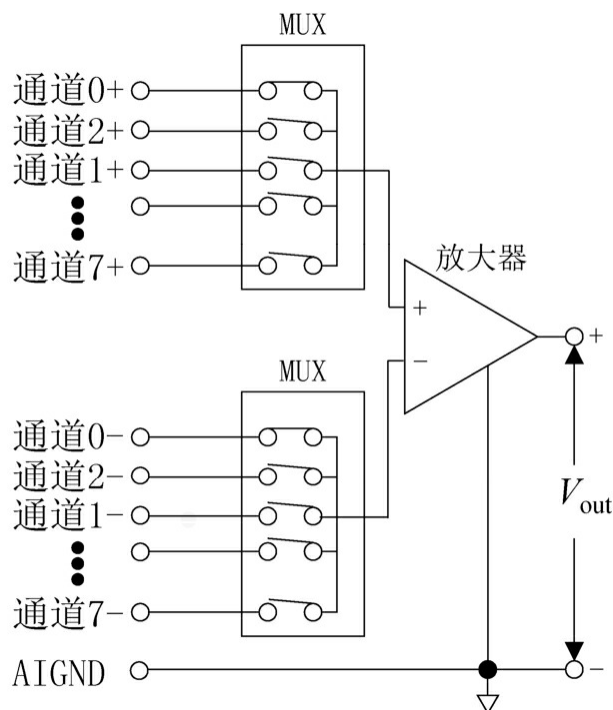 MUX
通道0+
通道2+
通道1+
通道7+
放大器
+
−
+
MUX
通道0−
通道2−
通道1−
V_out
通道7−
AIGND
−